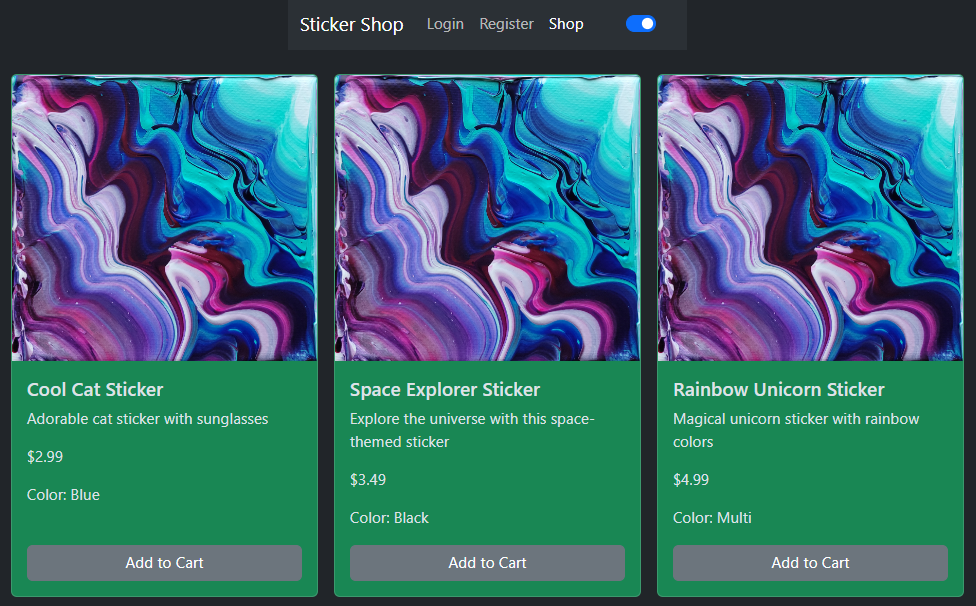 Sticker Shop Login Register Shop
Cool Cat Sticker
Adorable cat sticker with sunglasses
$2.99
Color: Blue
Add to Cart
Space Explorer Sticker
Explore the universe with this space-
themed sticker
$3.49
Color: Black
Add to Cart
Rainbow Unicorn Sticker
Magical unicorn sticker with rainbow
colors
$4.99
Color: Multi
Add to Cart